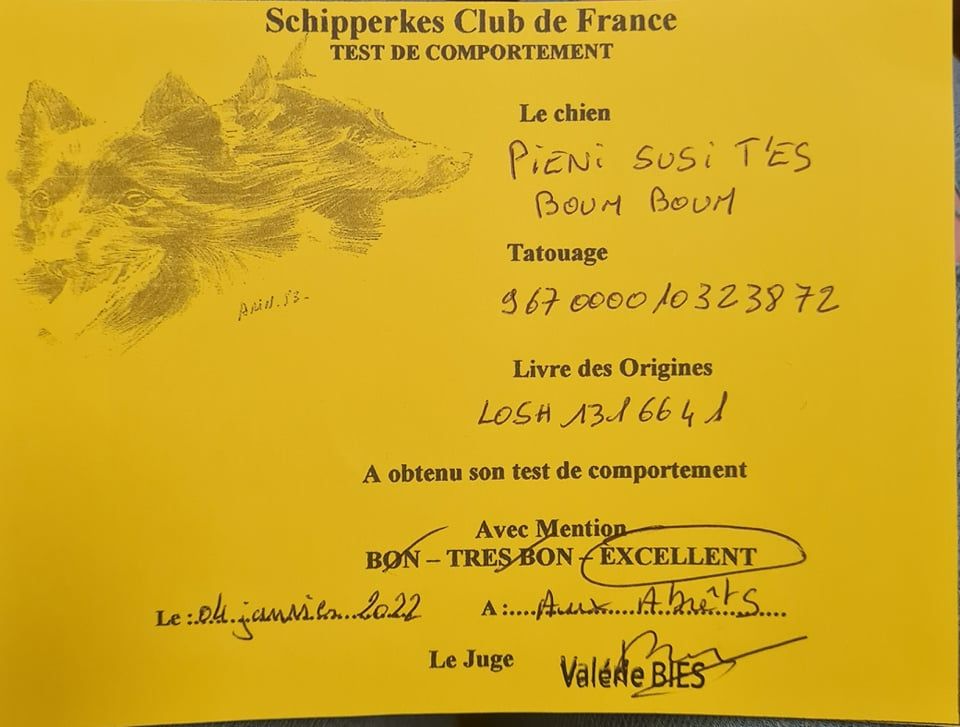 Schipperkes Club de France
TEST DE COMPORTEMENT
Le chien
PiENi SUSi T'ES
BOUM BOUM
Tatouage
967000010323872
Livre des Origines
LOSH 1316641
A obtenu son test de comportement
Avec Mention
BON – TRES BON – EXCELLENT
Le :..04 janvier 2022 A :....Aux....Abrêts....
Le Juge Valérie BIES